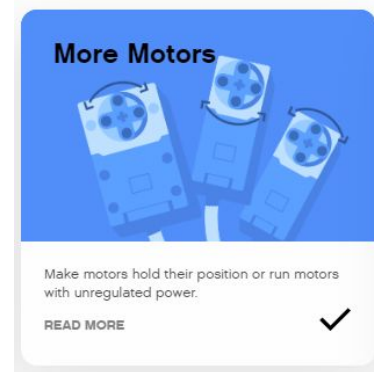 More Motors
Make motors hold their position or run motors
with unregulated power.
READ MORE